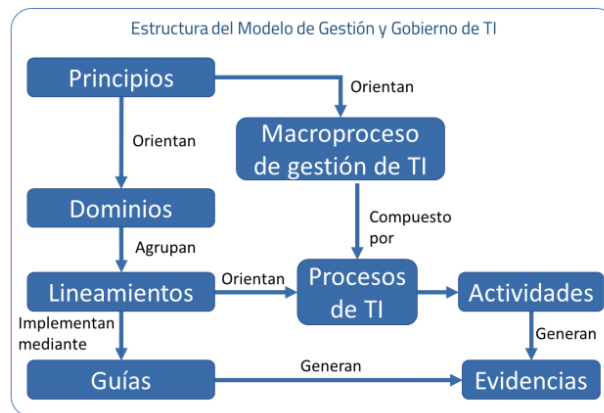 Estructura del Modelo de Gestión y Gobierno de TI
Principios
Orientan
Orientan
Macroproceso
de gestión de TI
Dominios
Compuesto
por
Agrupan
Lineamientos
Orientan
Procesos
de TI
Actividades
Implementan
mediante
Generan
Guías
Generan
Evidencias